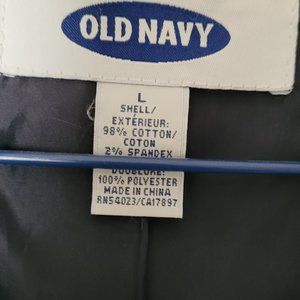 OLD NAVY
L
SHELL/
EXTÉRIEUR:
98% COTTON/
COTON
2% SPANDEX
DOUBLURE:
100% POLYESTER
MADE IN CHINA
RN54023/CA17897